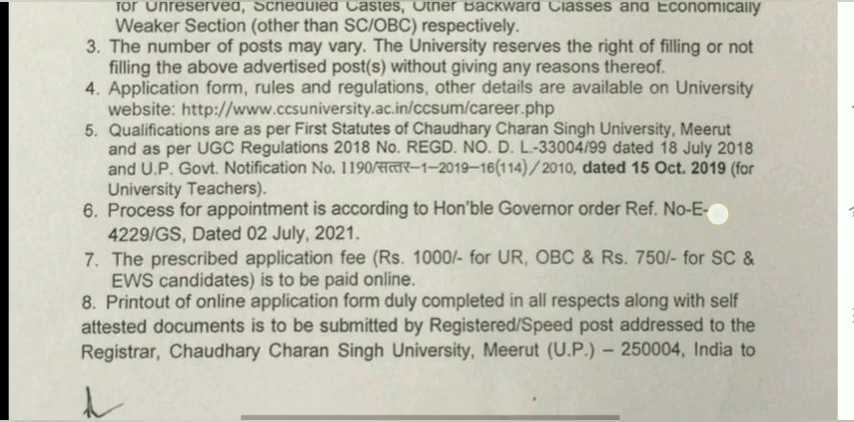 for Unreserved, Scheduled Castes, Other Backward Classes and Economically
Weaker Section (other than SC/OBC) respectively.
3. The number of posts may vary. The University reserves the right of filling or not
filling the above advertised post(s) without giving any reasons thereof.
4. Application form, rules and regulations, other details are available on University
website: http://www.ccsuniversity.ac.in/ccsum/career.php
5. Qualifications are as per First Statutes of Chaudhary Charan Singh University, Meerut
and as per UGC Regulations 2018 No. REGD. NO. D. L.-33004/99 dated 18 July 2018
and U.P. Govt. Notification No. 1190/सत्तर-1-2019-16(114)/2010, dated 15 Oct. 2019 (for
University Teachers).
6. Process for appointment is according to Hon'ble Governor order Ref. No-E-
4229/GS, Dated 02 July, 2021.
7. The prescribed application fee (Rs. 1000/- for UR, OBC & Rs. 750/- for SC &
EWS candidates) is to be paid online.
8. Printout of online application form duly completed in all respects along with self
attested documents is to be submitted by Registered/Speed post addressed to the
Registrar, Chaudhary Charan Singh University, Meerut (U.P.) – 250004, India to